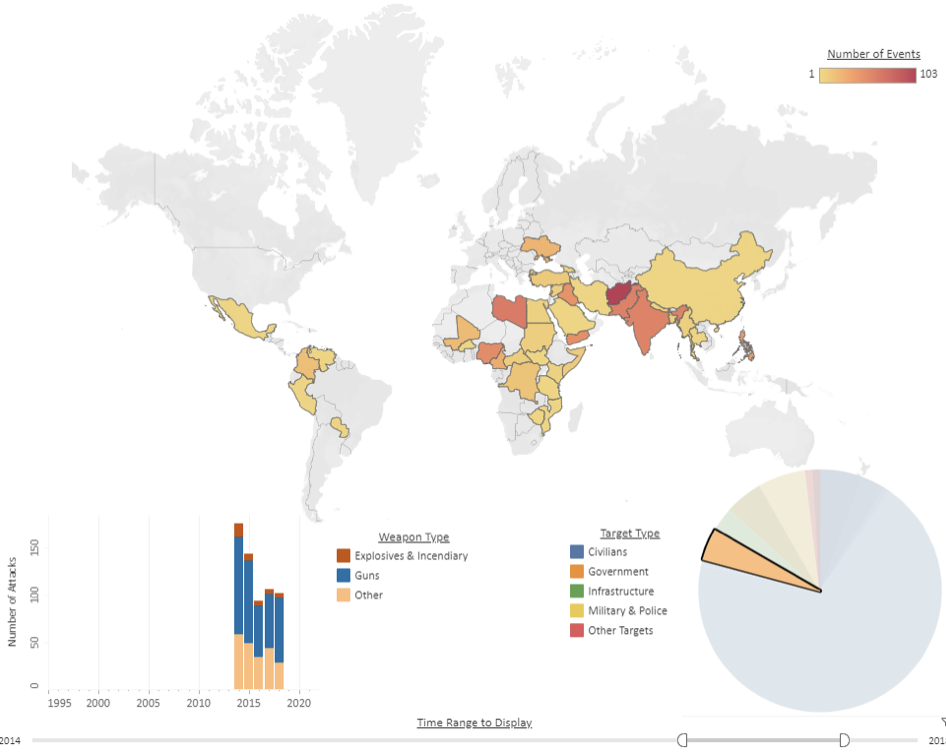 Number of Events
1 103
Weapon Type
Explosives & Incendiary
Guns
Other
Target Type
Civilians
Government
Infrastructure
Military & Police
Other Targets
Number of Attacks
150
100
50
0
1995 2000 2005 2010 2015 2020
Time Range to Display
2014